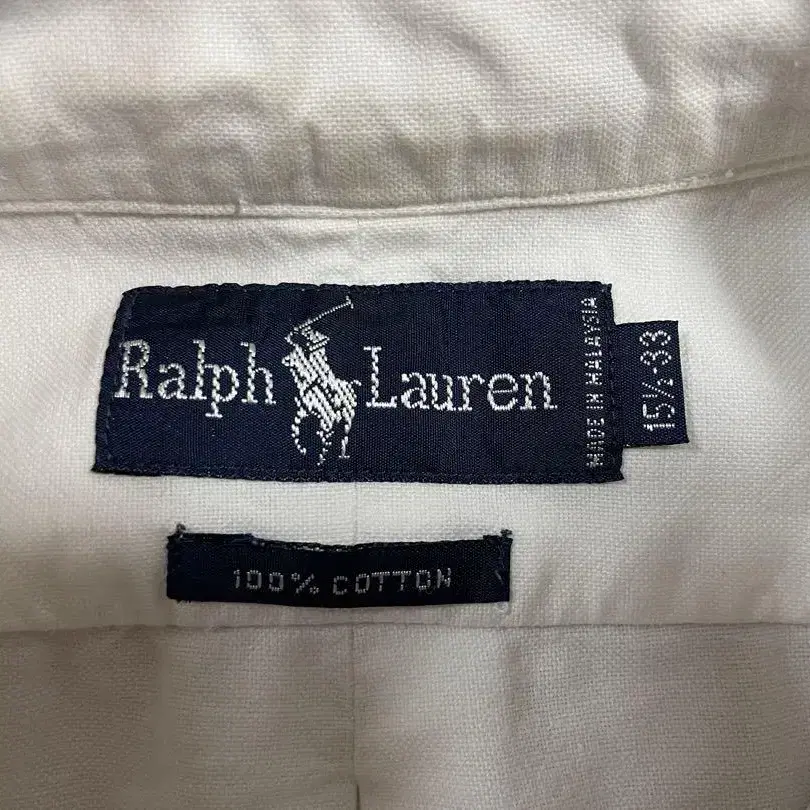 Ralph Lauren
MADE IN MALAYSIA
15½-33
100% COTTON